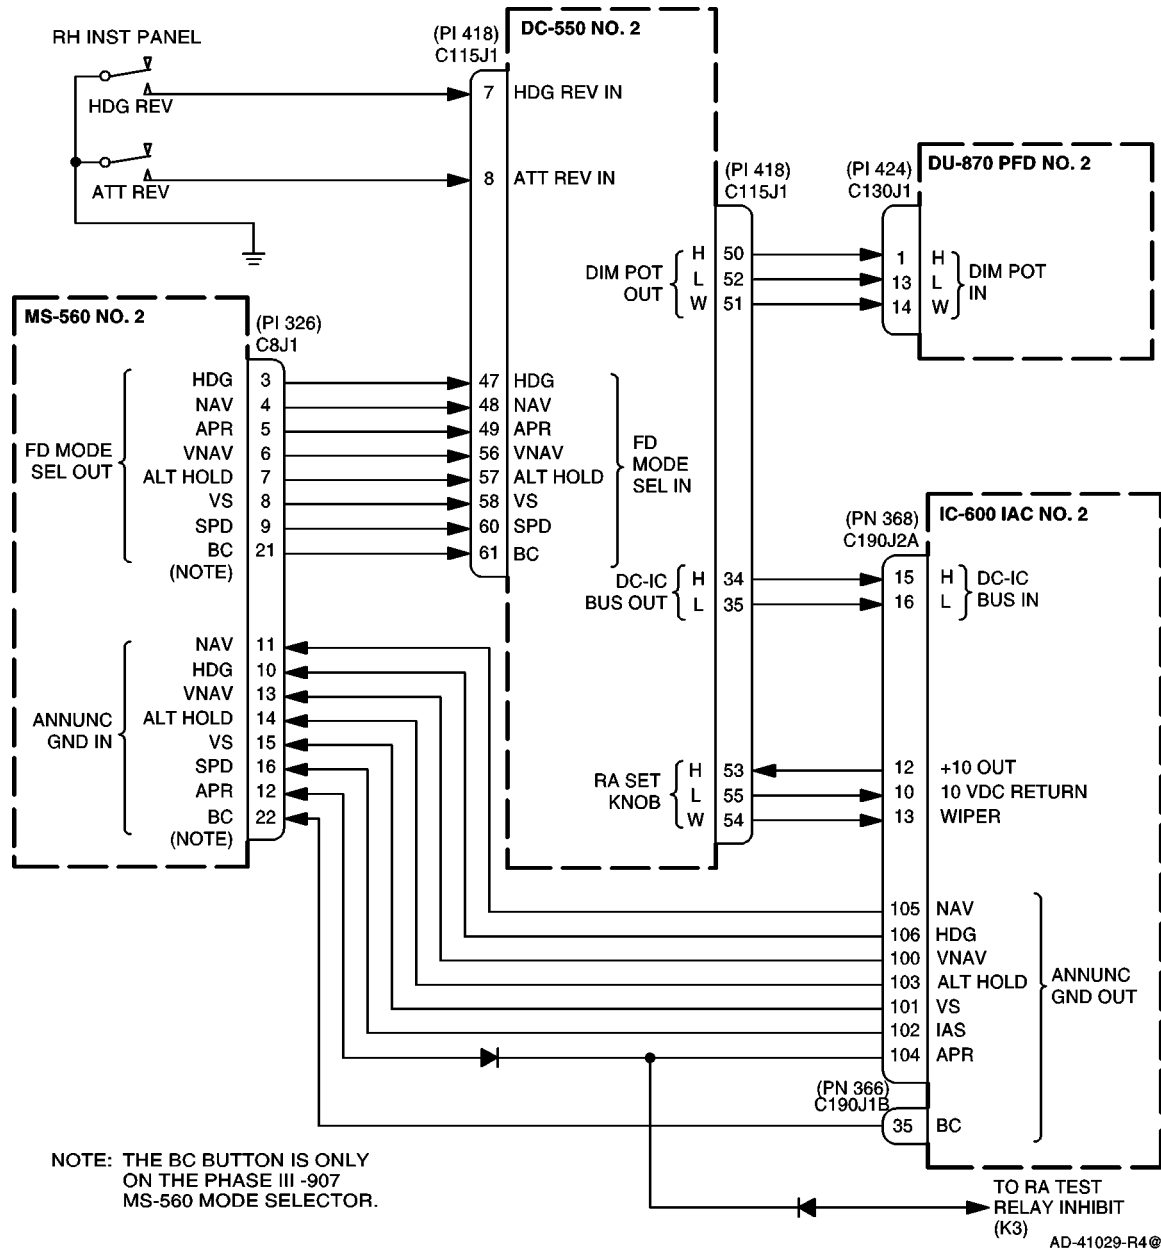 RH INST PANEL
HDG REV
ATT REV
(PI 418)
C115J1
DC-550 NO. 2
7 HDG REV IN
8 ATT REV IN
(PI 418)
C115J1
DIM POT
OUT
H 50
L 52
W 51
(PI 424)
C130J1
DU-870 PFD NO. 2
1 H
13 L
14 W
DIM POT
IN
MS-560 NO. 2
(PI 326)
C8J1
FD MODE
SEL OUT
HDG 3
NAV 4
APR 5
VNAV 6
ALT HOLD 7
VS 8
SPD 9
BC 21
(NOTE)
47 HDG
48 NAV
49 APR
56 VNAV
57 ALT HOLD
58 VS
60 SPD
61 BC
FD
MODE
SEL IN
DC-IC
BUS OUT
H 34
L 35
(PN 368)
C190J2A
IC-600 IAC NO. 2
15 H
16 L
DC-IC
BUS IN
ANNUNC
GND IN
NAV 11
HDG 10
VNAV 13
ALT HOLD 14
VS 15
SPD 16
APR 12
BC 22
(NOTE)
RA SET
KNOB
H 53
L 55
W 54
12 +10 OUT
10 10 VDC RETURN
13 WIPER
105 NAV
106 HDG
100 VNAV
103 ALT HOLD
101 VS
102 IAS
104 APR
ANNUNC
GND OUT
(PN 366)
C190J1B
35 BC
NOTE: THE BC BUTTON IS ONLY
ON THE PHASE III -907
MS-560 MODE SELECTOR.
TO RA TEST
RELAY INHIBIT
(K3)
AD-41029-R4@